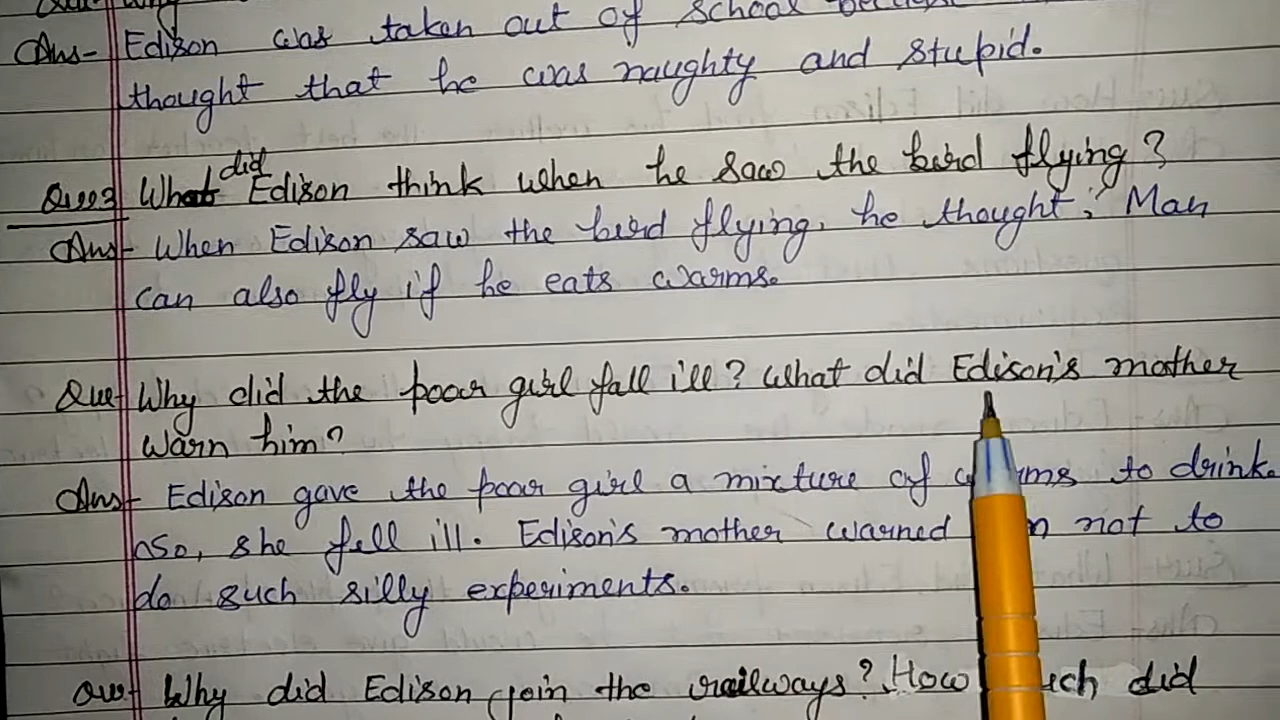 Ans- Edison was taken out of school
thought that he was naughty and stupid.
Que3 What did Edison think when he saw the bird flying?
Ans- When Edison saw the bird flying, he thought, Man
can also fly if he eats warms.
Que- Why did the poor girl fall ill? What did Edison's mother
warn him?
Ans- Edison gave the poor girl a mixture of to drink.
So, she fell ill. Edison's mother warned not to
do such silly experiments.
Que- Why did Edison join the railways? How did